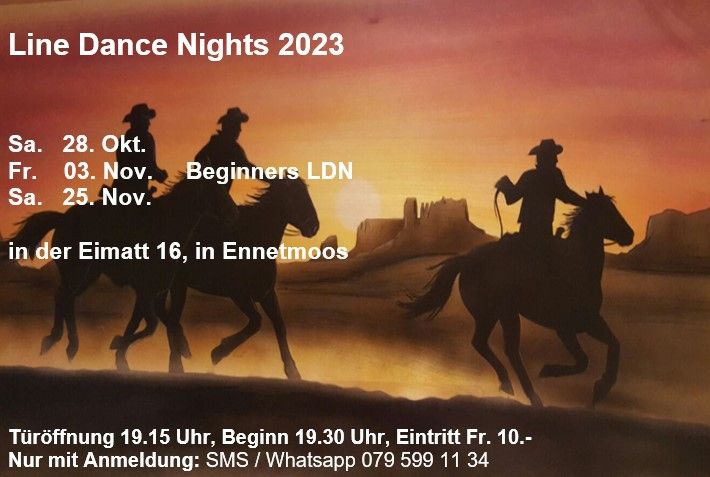 Line Dance Nights 2023
Sa. 28. Okt.
Fr. 03. Nov. Beginners LDN
Sa. 25. Nov.
in der Eimatt 16, in Ennetmoos
Türöffnung 19.15 Uhr, Beginn 19.30 Uhr, Eintritt Fr. 10.-
Nur mit Anmeldung: SMS / Whatsapp 079 599 11 34